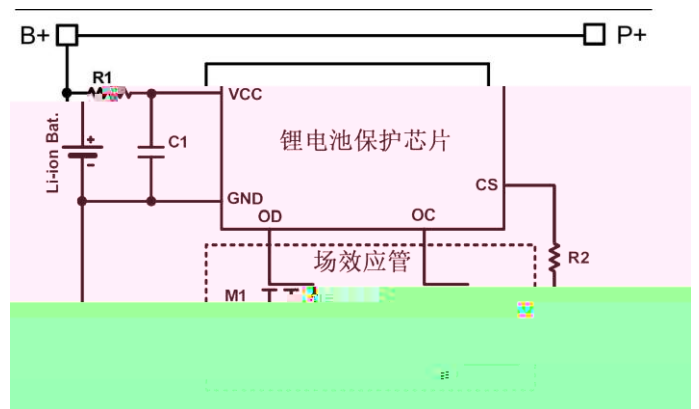 B+ P+
R1
VCC
C1
锂电池保护芯片
Li-ion Bat.
+
-
CS
GND
OD OC
场效应管
R2
M1